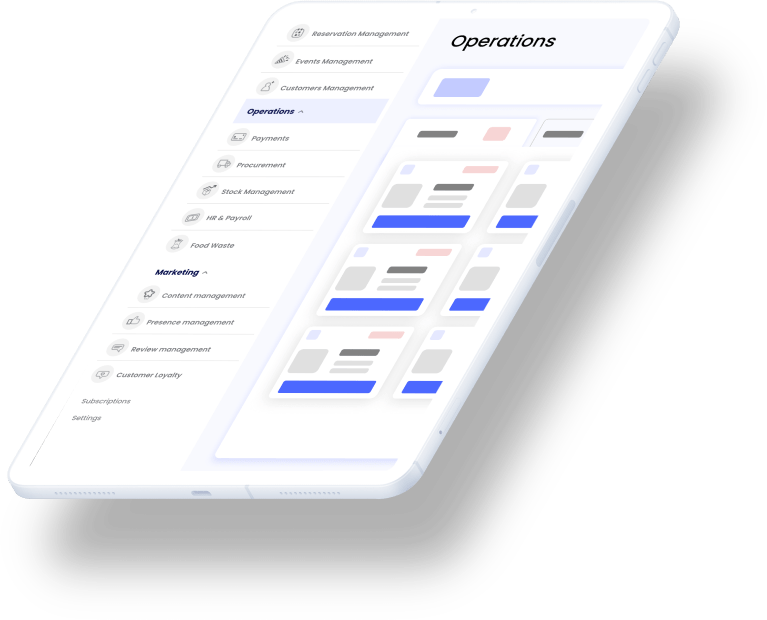 Reservation Management
Events Management
Customers Management
Operations
Payments
Procurement
Stock Management
HR & Payroll
Food Waste
Marketing
Content management
Presence management
Review management
Customer Loyalty
Subscriptions
Settings
Operations